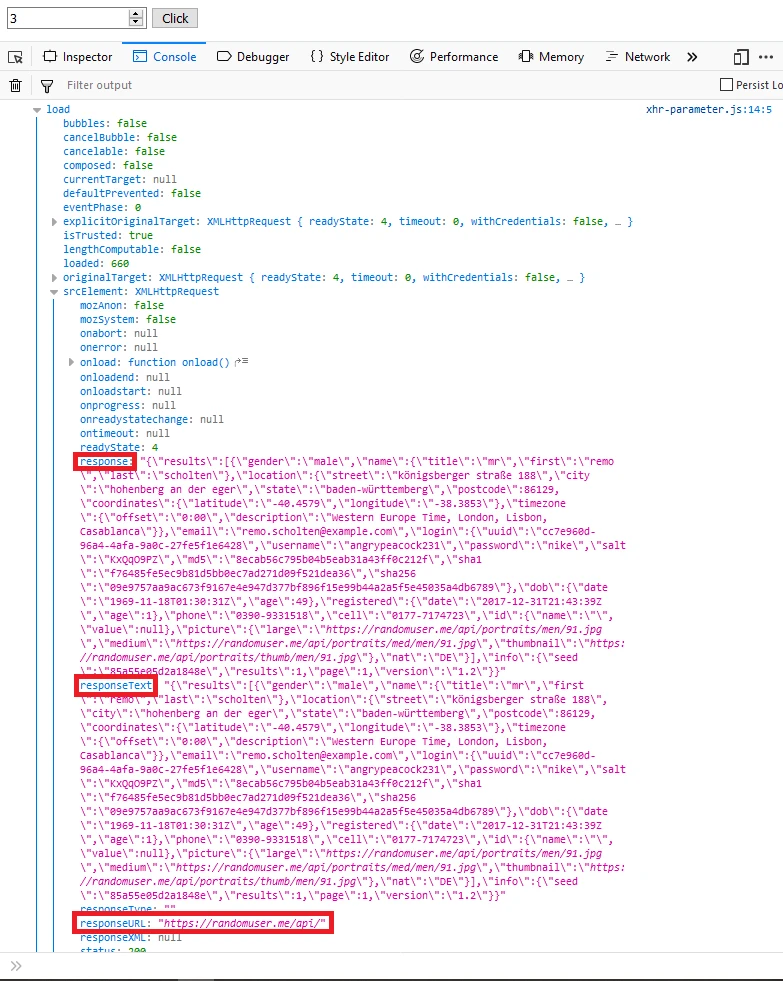 3 Click
Inspector Console Debugger { } Style Editor Performance Memory Network »
Filter output Persist Lo
load xhr-parameter.js:14:5
bubbles: false
cancelBubble: false
cancelable: false
composed: false
currentTarget: null
defaultPrevented: false
eventPhase: 0
explicitOriginalTarget: XMLHttpRequest { readyState: 4, timeout: 0, withCredentials: false, … }
isTrusted: true
lengthComputable: false
loaded: 660
originalTarget: XMLHttpRequest { readyState: 4, timeout: 0, withCredentials: false, … }
srcElement: XMLHttpRequest
mozAnon: false
mozSystem: false
onabort: null
onerror: null
onload: function onload()
onloadend: null
onloadstart: null
onprogress: null
onreadystatechange: null
ontimeout: null
readyState: 4
response: "{\"results\":[{\"gender\":\"male\",\"name\":{\"title\":\"mr\",\"first\":\"remo
\",\"last\":\"scholten\"},\"location\":{\"street\":\"königsberger straße 188\",\"city
\":\"hohenberg an der eger\",\"state\":\"baden-württemberg\",\"postcode\":86129,
\"coordinates\":{\"latitude\":\"-40.4579\",\"longitude\":\"-38.3853\"},\"timezone
\":{\"offset\":\"0:00\",\"description\":\"Western Europe Time, London, Lisbon,
Casablanca\"}},\"email\":\"remo.scholten@example.com\",\"login\":{\"uuid\":\"cc7e960d-
96a4-4afa-9a0c-27fe5f1e6428\",\"username\":\"angrypeacock231\",\"password\":\"nike\",\"salt
\":\"KxQqO9PZ\",\"md5\":\"8ecab56c795b04b5eab31a43ff0c212f\",\"sha1
\":\"f76485fe5ec9b81d5bb0ec7ad271d09f521dea36\",\"sha256
\":\"09e9757aa9ac673f9167e4e947d377bf896f15e99b44a2a5f5e45035a4db6789\"},\"dob\":{\"date
\":\"1969-11-18T01:30:31Z\",\"age\":49},\"registered\":{\"date\":\"2017-12-31T21:43:39Z
\",\"age\":1},\"phone\":\"0390-9331518\",\"cell\":\"0177-7174723\",\"id\":{\"name\":\"\",\
"value\":null},\"picture\":{\"large\":\"https://randomuser.me/api/portraits/men/91.jpg
\",\"medium\":\"https://randomuser.me/api/portraits/med/men/91.jpg\",\"thumbnail\":\"https:
//randomuser.me/api/portraits/thumb/men/91.jpg\"},\"nat\":\"DE\"}],\"info\":{\"seed
\":\"85a55e05d2a1848e\",\"results\":1,\"page\":1,\"version\":\"1.2\"}}"
responseText "{\"results\":[{\"gender\":\"male\",\"name\":{\"title\":\"mr\",\"first
\":\"remo\",\"last\":\"scholten\"},\"location\":{\"street\":\"königsberger straße 188\",
\"city\":\"hohenberg an der eger\",\"state\":\"baden-württemberg\",\"postcode\":86129,
\"coordinates\":{\"latitude\":\"-40.4579\",\"longitude\":\"-38.3853\"},\"timezone
\":{\"offset\":\"0:00\",\"description\":\"Western Europe Time, London, Lisbon,
Casablanca\"}},\"email\":\"remo.scholten@example.com\",\"login\":{\"uuid\":\"cc7e960d-
96a4-4afa-9a0c-27fe5f1e6428\",\"username\":\"angrypeacock231\",\"password\":\"nike\",\"salt
\":\"KxQqO9PZ\",\"md5\":\"8ecab56c795b04b5eab31a43ff0c212f\",\"sha1
\":\"f76485fe5ec9b81d5bb0ec7ad271d09f521dea36\",\"sha256
\":\"09e9757aa9ac673f9167e4e947d377bf896f15e99b44a2a5f5e45035a4db6789\"},\"dob\":{\"date
\":\"1969-11-18T01:30:31Z\",\"age\":49},\"registered\":{\"date\":\"2017-12-31T21:43:39Z
\",\"age\":1},\"phone\":\"0390-9331518\",\"cell\":\"0177-7174723\",\"id\":{\"name\":\"\",\
"value\":null},\"picture\":{\"large\":\"https://randomuser.me/api/portraits/men/91.jpg
\",\"medium\":\"https://randomuser.me/api/portraits/med/men/91.jpg\",\"thumbnail\":\"https:
//randomuser.me/api/portraits/thumb/men/91.jpg\"},\"nat\":\"DE\"}],\"info\":{\"seed
\":\"85a55e05d2a1848e\",\"results\":1,\"page\":1,\"version\":\"1.2\"}}"
responseType: ""
responseURL: "https://randomuser.me/api/"
responseXML: null
status: 200
»